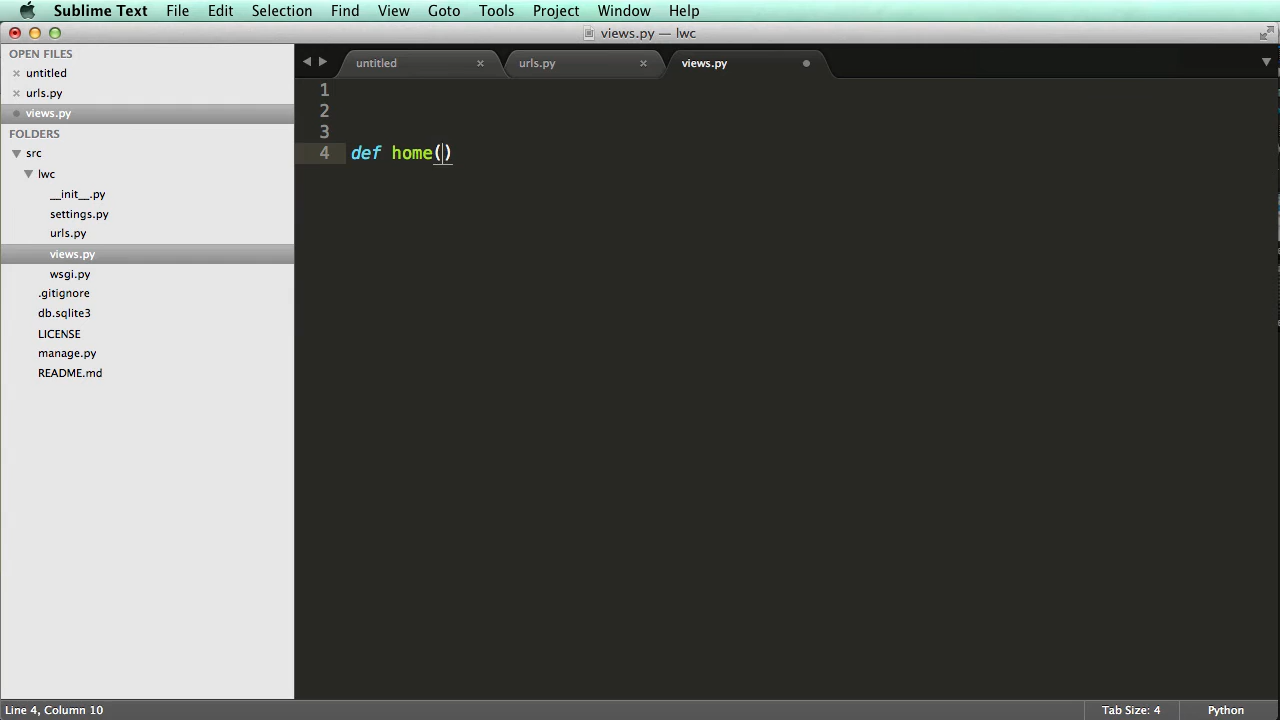 Sublime Text File Edit Selection Find View Goto Tools Project Window Help
views.py — lwc
OPEN FILES
untitled
urls.py
views.py
FOLDERS
src
lwc
__init__.py
settings.py
urls.py
views.py
wsgi.py
.gitignore
db.sqlite3
LICENSE
manage.py
README.md
untitled urls.py views.py
1
2
3
4 def home()
Line 4, Column 10 Tab Size: 4 Python